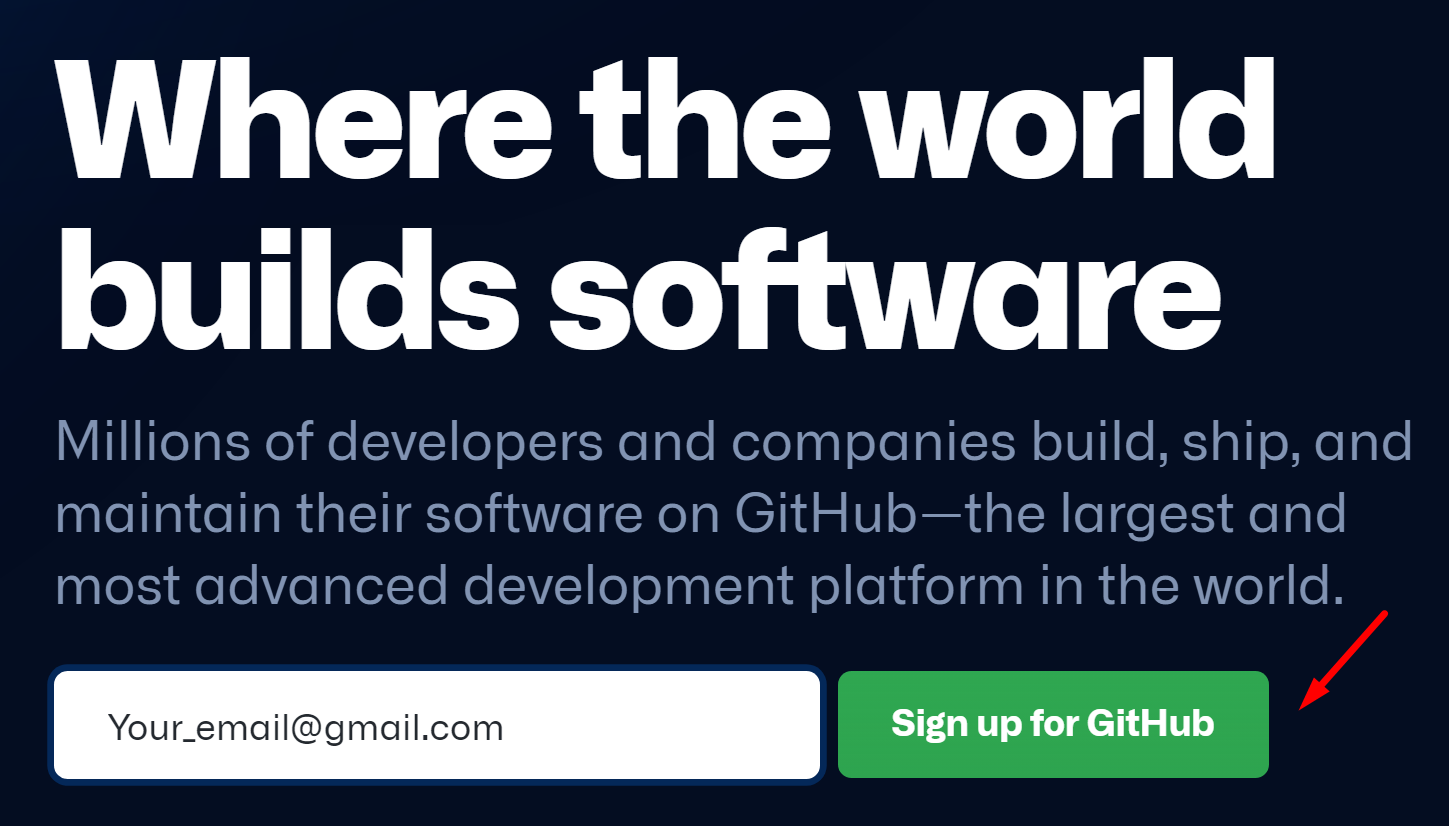 Where the world
builds software
Millions of developers and companies build, ship, and
maintain their software on GitHub—the largest and
most advanced development platform in the world.
Your_email@gmail.com
Sign up for GitHub